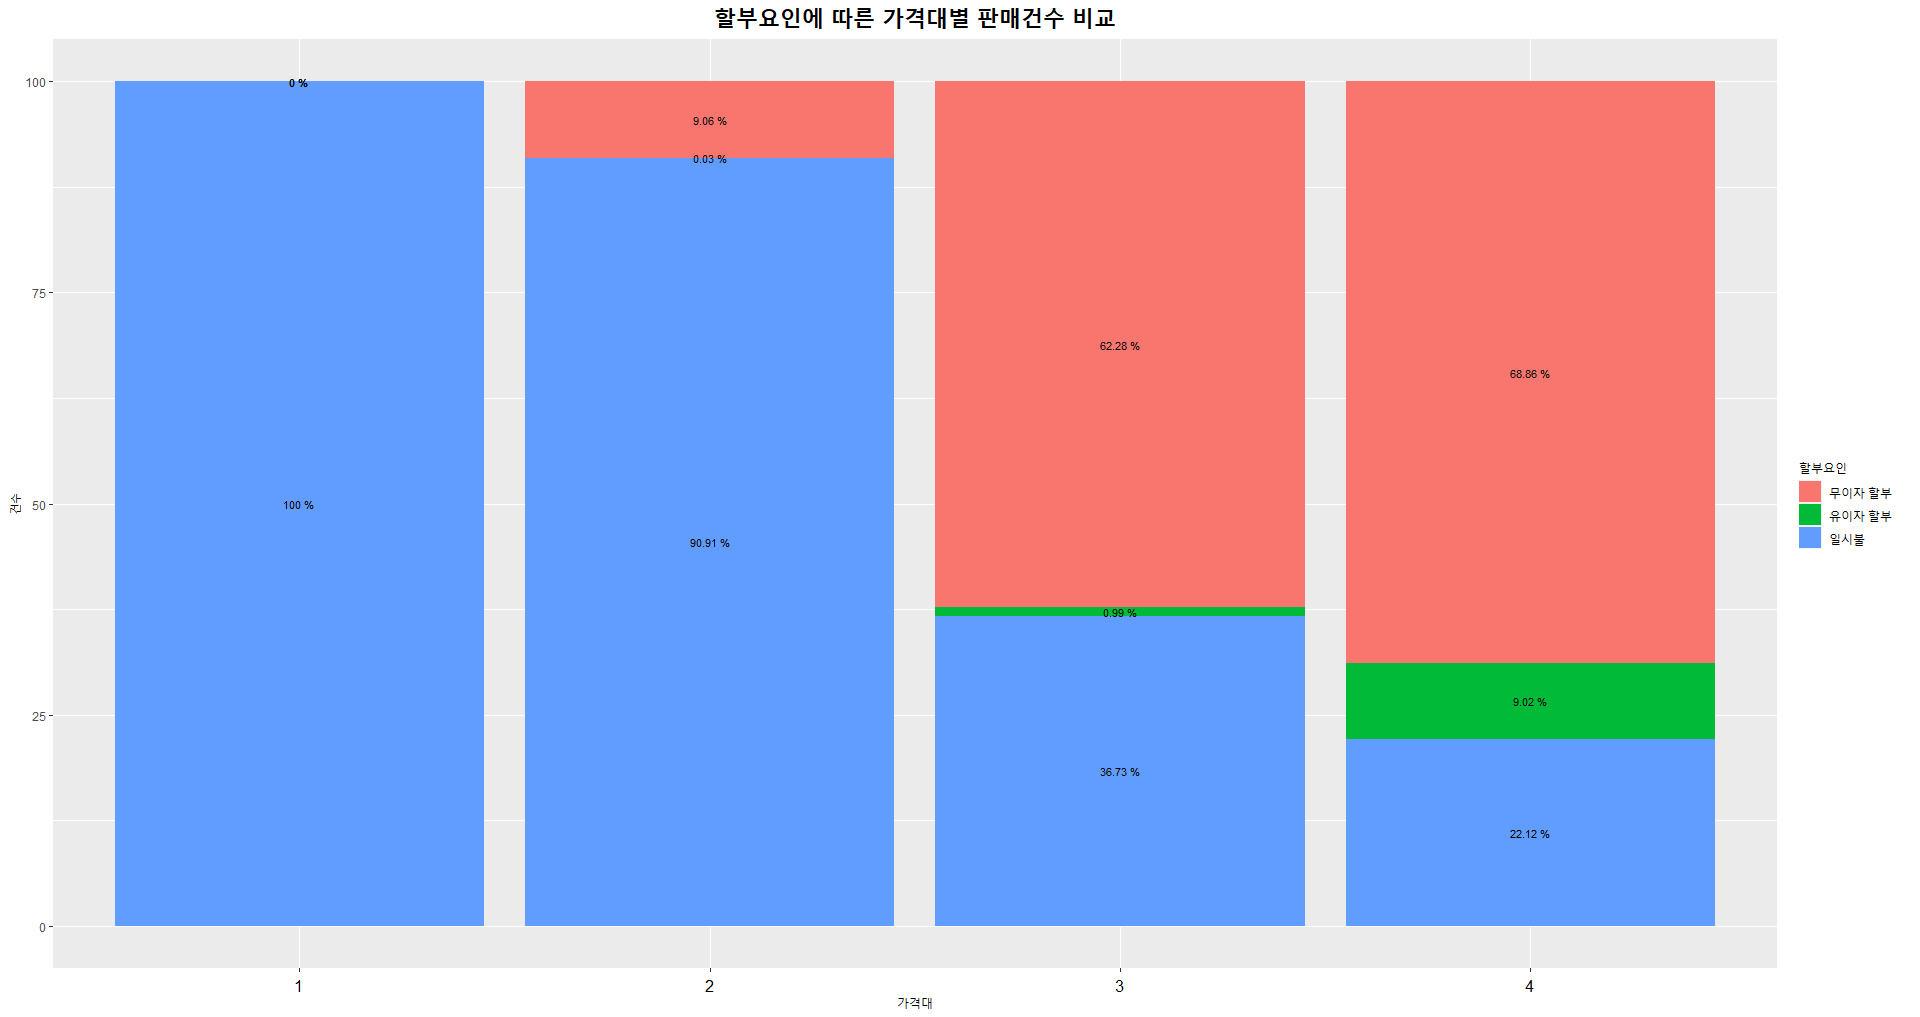 할부요인에 따른 가격대별 판매건수 비교
건수
100
75
50
25
0
0 %
100 %
9.06 %
0.03 %
90.91 %
62.28 %
0.99 %
36.73 %
68.86 %
9.02 %
22.12 %
1
2
3
4
가격대
할부요인
무이자 할부
유이자 할부
일시불